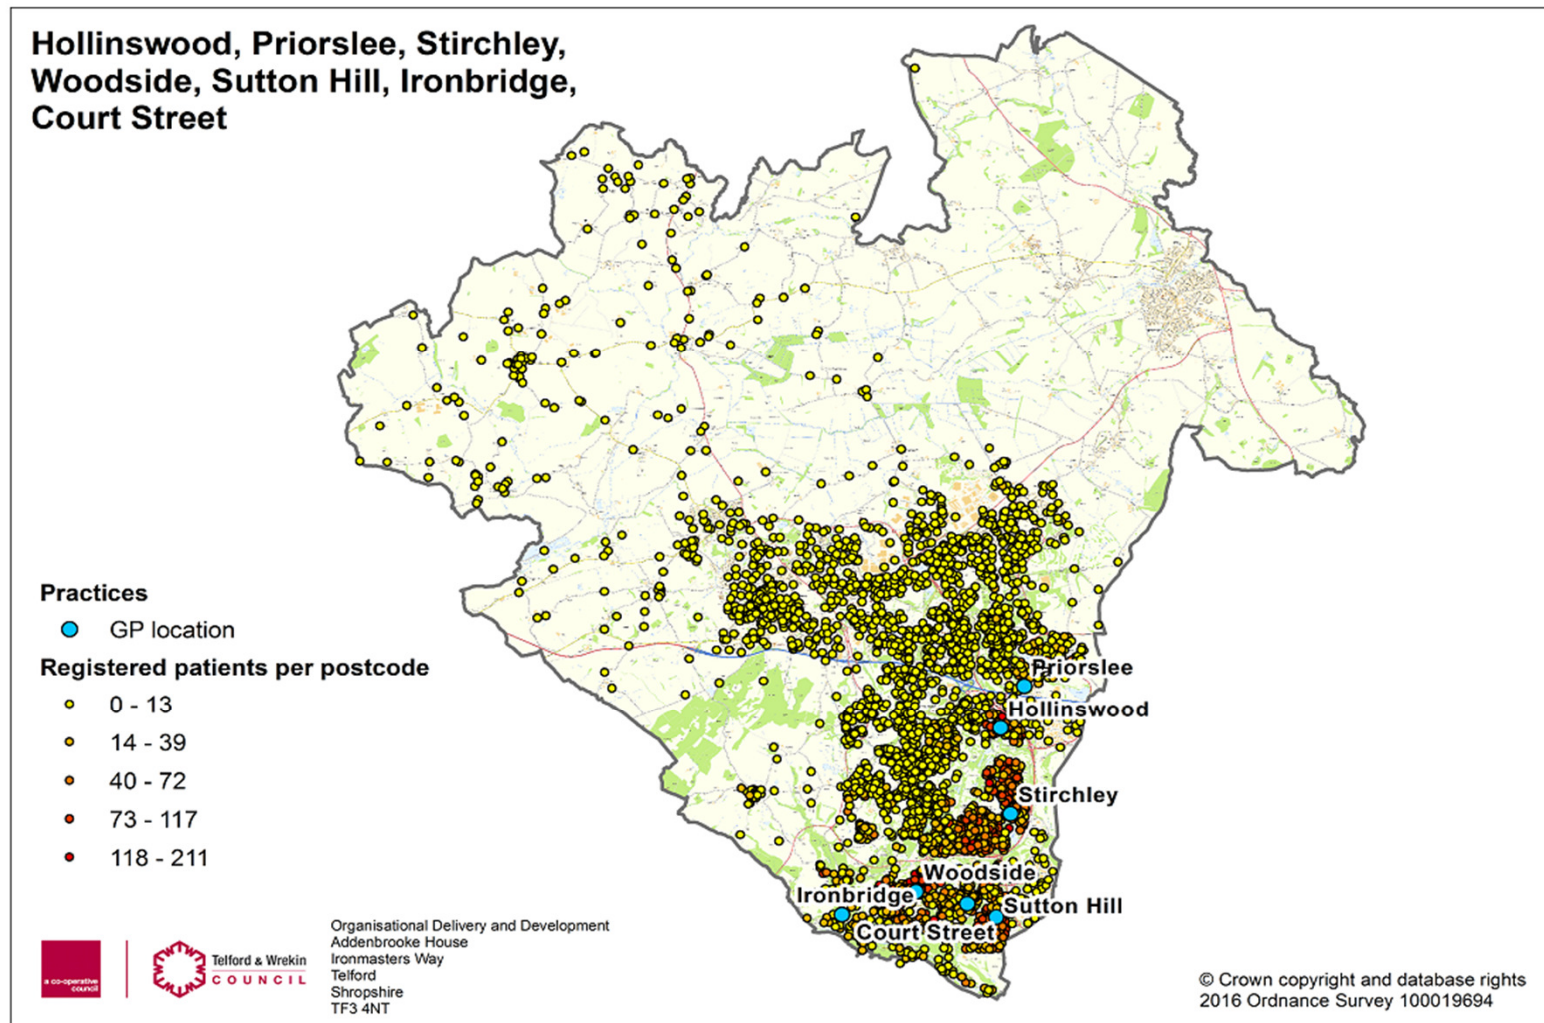 Hollinswood, Priorslee, Stirchley,
Woodside, Sutton Hill, Ironbridge,
Court Street
Priorslee
Hollinswood
Stirchley
Woodside
Ironbridge
Sutton Hill
Court Street
Practices
GP location
Registered patients per postcode
0 - 13
14 - 39
40 - 72
73 - 117
118 - 211
a co-operative
council
Telford & Wrekin
COUNCIL
Organisational Delivery and Development
Addenbrooke House
Ironmasters Way
Telford
Shropshire
TF3 4NT
© Crown copyright and database rights
2016 Ordnance Survey 100019694